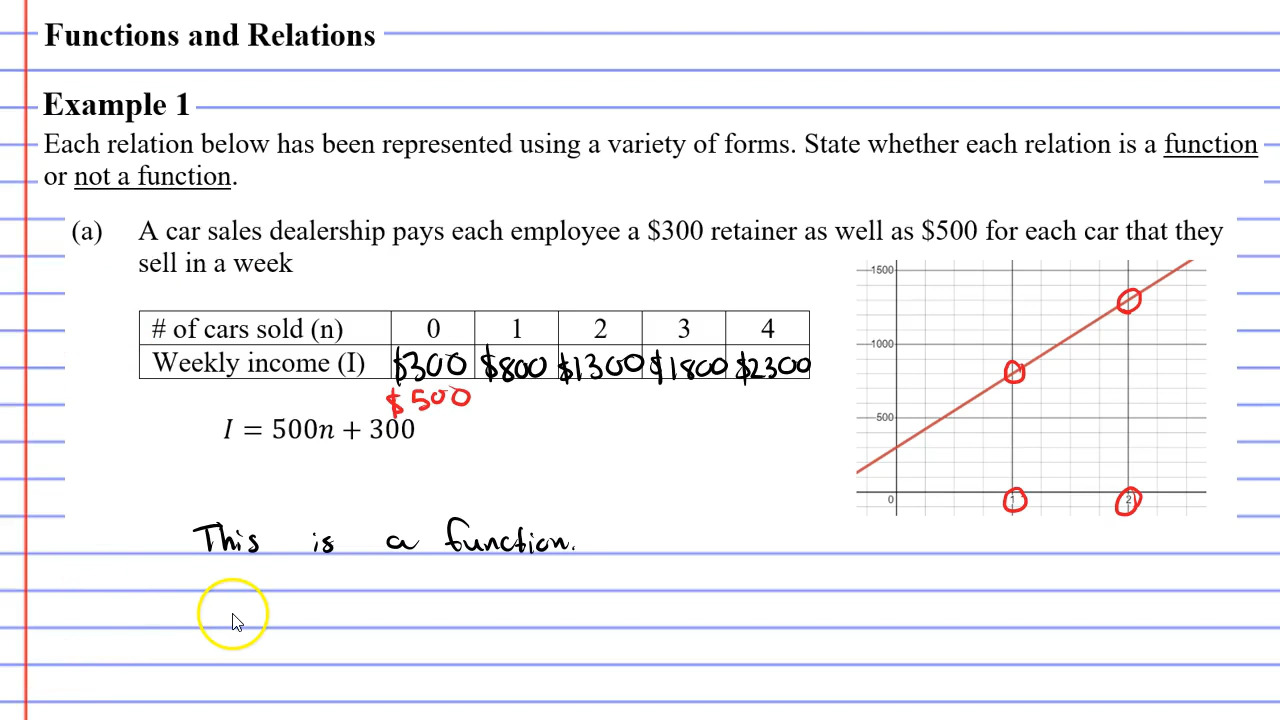 Functions and Relations
Example 1
Each relation below has been represented using a variety of forms. State whether each relation is a function
or not a function.
(a) A car sales dealership pays each employee a $300 retainer as well as $500 for each car that they
sell in a week
# of cars sold (n) 0 1 2 3 4
Weekly income (I) $300 $800 $1300 $1800 $2300
$500
I = 500n + 300
1500
1000
500
0 1 2
This is a function.